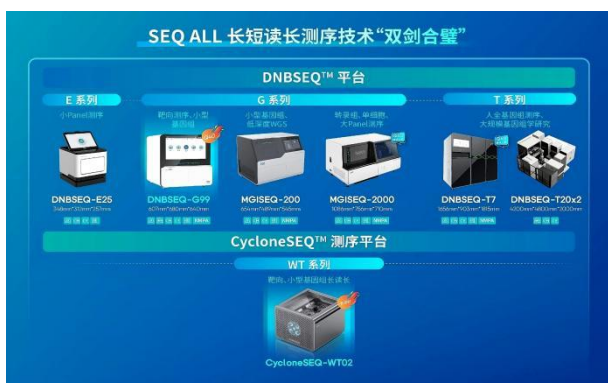 SEQ ALL 长短读长测序技术“双剑合璧”
DNBSEQ™ 平台
E 系列
G 系列
T 系列
小Panel测序
靶向测序、小型
基因组
小型基因组,
低深度WGS
转录组, 单细胞,
大Panel测序
人全基因组测序、
大规模基因组学研究
DNBSEQ-E25
DNBSEQ-G99
MGISEQ-200
MGISEQ-2000
DNBSEQ-T7
DNBSEQ-T20x2
CycloneSEQ™ 测序平台
WT 系列
靶向、小型基因组长读长
CycloneSEQ-WT02